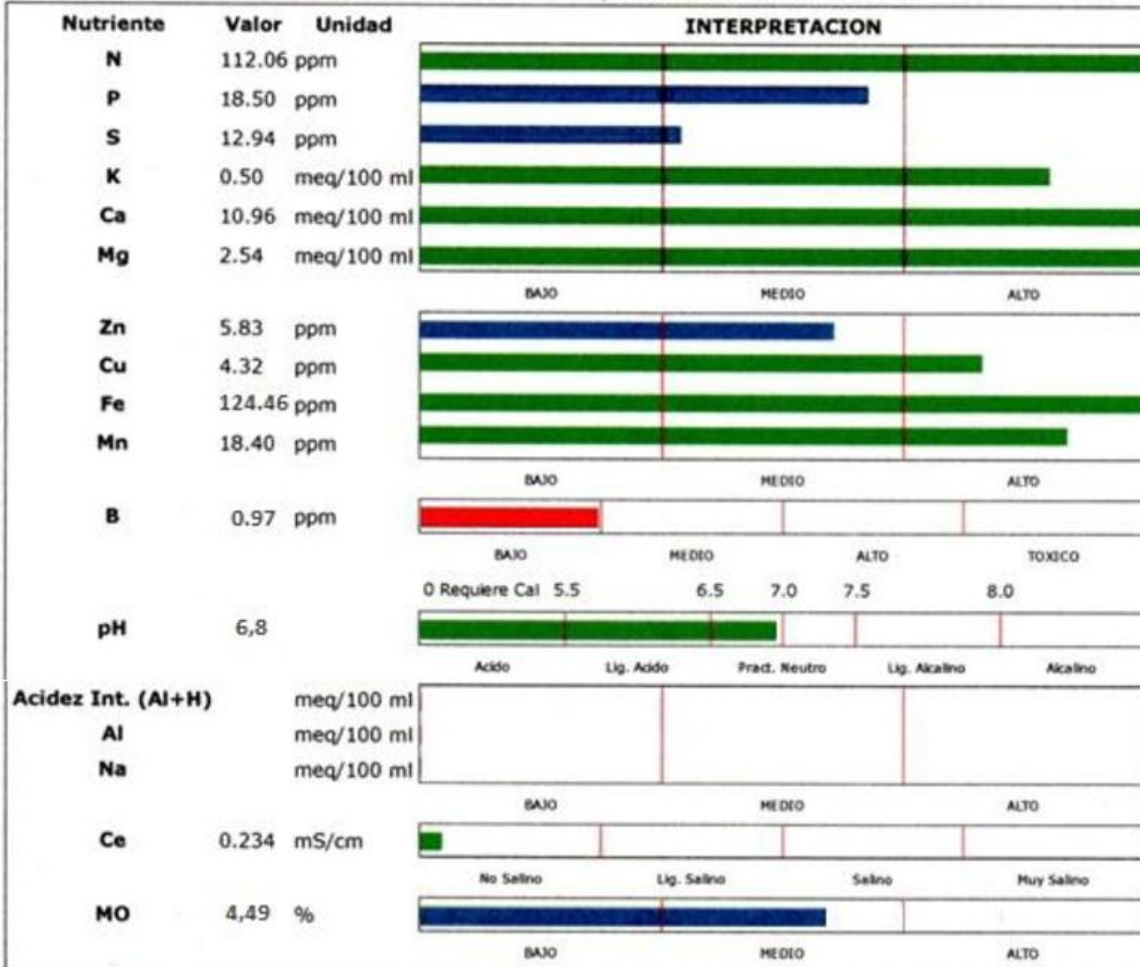 Nutriente Valor Unidad INTERPRETACION
N 112.06 ppm
P 18.50 ppm
S 12.94 ppm
K 0.50 meq/100 ml
Ca 10.96 meq/100 ml
Mg 2.54 meq/100 ml
BAJO MEDIO ALTO
Zn 5.83 ppm
Cu 4.32 ppm
Fe 124.46 ppm
Mn 18.40 ppm
BAJO MEDIO ALTO
B 0.97 ppm
BAJO MEDIO ALTO TOXICO
0 Requiere Cal 5.5 6.5 7.0 7.5 8.0
pH 6,8
Acido Lig. Acido Pract. Neutro Lig. Alcalino Alcalino
Acidez Int. (Al+H) meq/100 ml
Al meq/100 ml
Na meq/100 ml
BAJO MEDIO ALTO
Ce 0.234 mS/cm
No Salino Lig. Salino Salino Muy Salino
MO 4,49 %
BAJO MEDIO ALTO